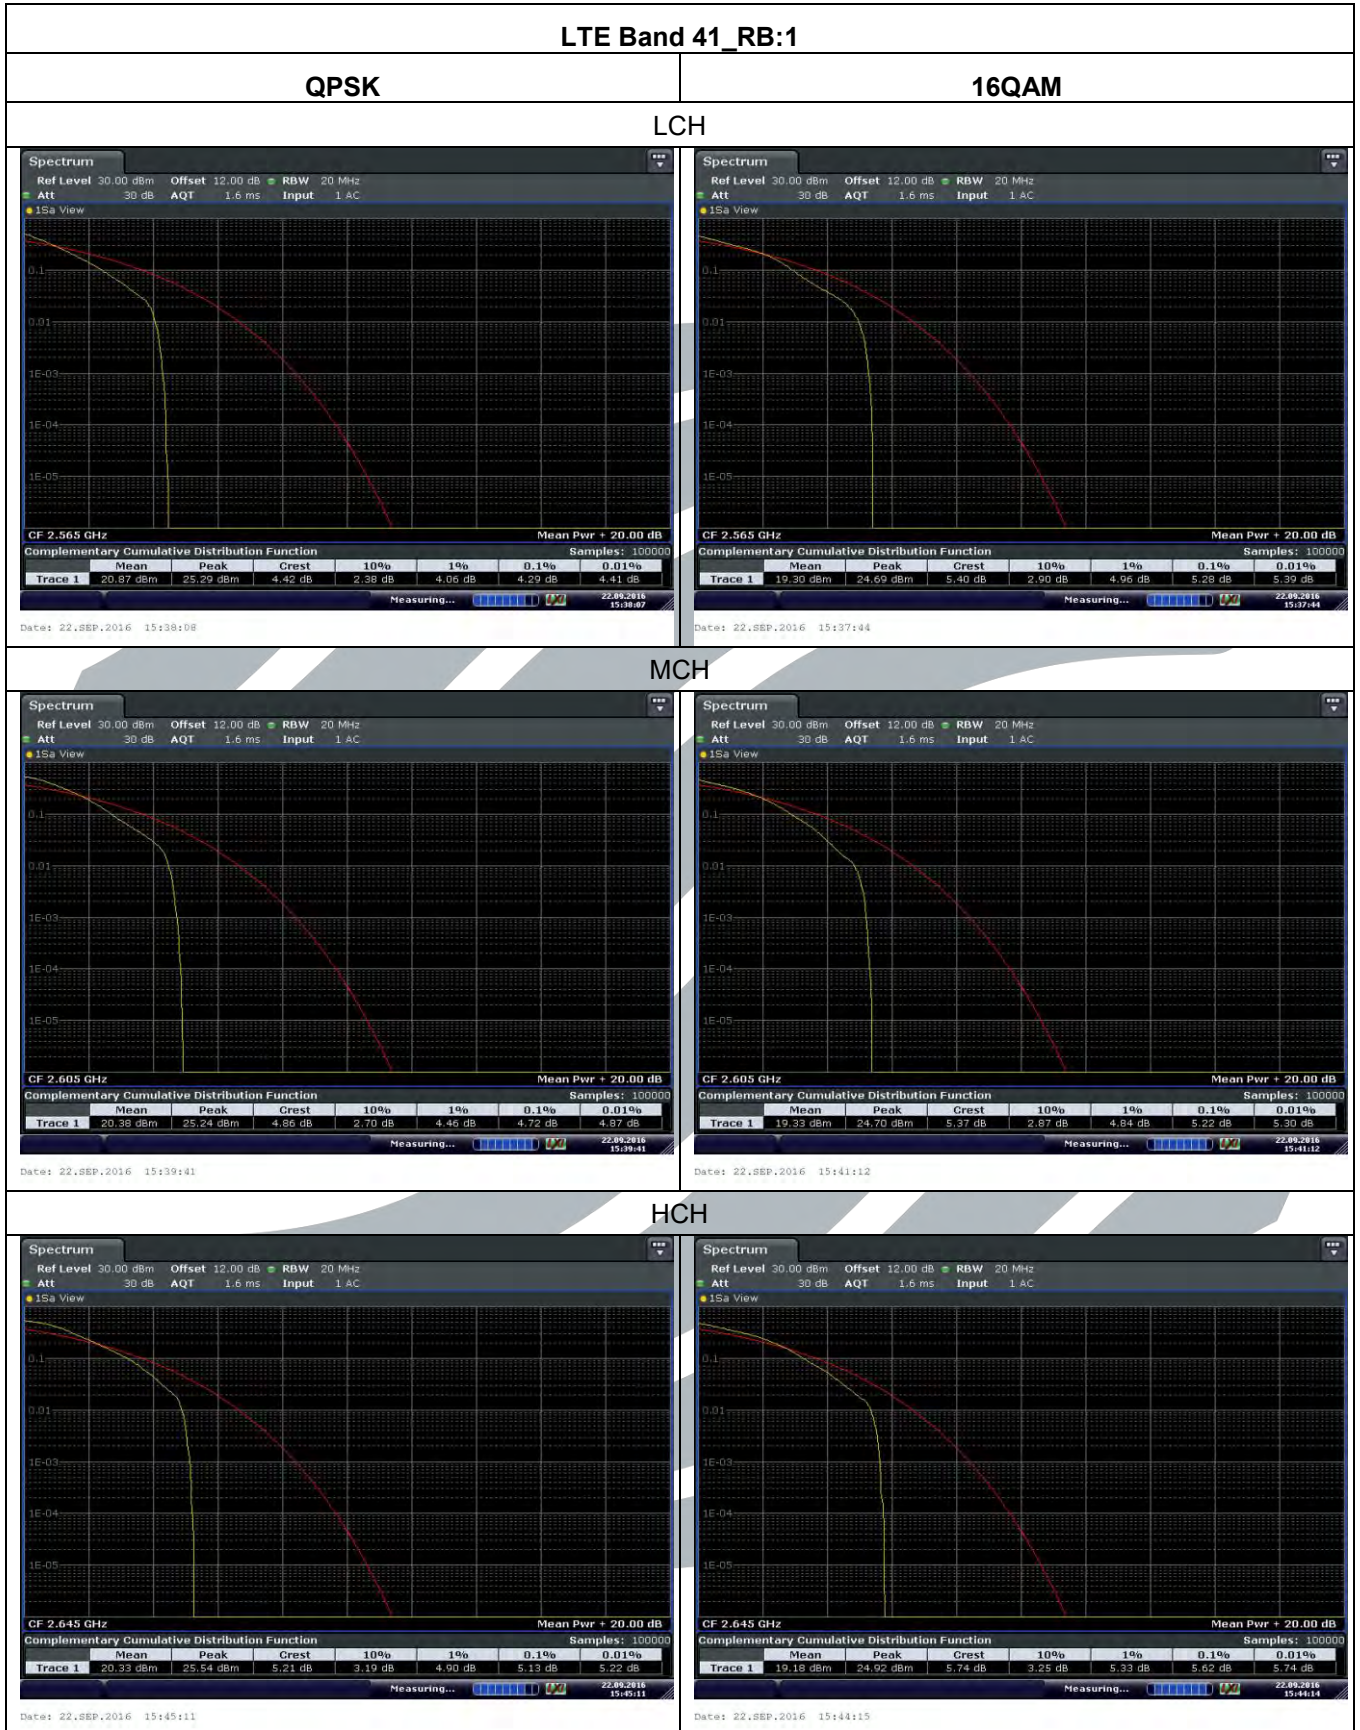 LTE Band 41_RB:1
QPSK 16QAM
LCH
Spectrum
Ref Level 30.00 dBm Offset 12.00 dB RBW 20 MHz
Att 30 dB AQT 1.6 ms Input 1 AC
1Sa View
0.1
0.01
1E-03
1E-04
1E-05
CF 2.565 GHz Mean Pwr + 20.00 dB
Complementary Cumulative Distribution Function Samples: 100000
Mean Peak Crest 10% 1% 0.1% 0.01%
Trace 1 20.87 dBm 25.29 dBm 4.42 dB 2.38 dB 4.06 dB 4.29 dB 4.41 dB
Measuring... 22.09.2016 15:38:07
Date: 22.SEP.2016 15:38:08
Spectrum
Ref Level 30.00 dBm Offset 12.00 dB RBW 20 MHz
Att 30 dB AQT 1.6 ms Input 1 AC
1Sa View
0.1
0.01
1E-03
1E-04
1E-05
CF 2.565 GHz Mean Pwr + 20.00 dB
Complementary Cumulative Distribution Function Samples: 100000
Mean Peak Crest 10% 1% 0.1% 0.01%
Trace 1 19.30 dBm 24.69 dBm 5.40 dB 2.90 dB 4.96 dB 5.28 dB 5.39 dB
Measuring... 22.09.2016 15:37:44
Date: 22.SEP.2016 15:37:44
MCH
Spectrum
Ref Level 30.00 dBm Offset 12.00 dB RBW 20 MHz
Att 30 dB AQT 1.6 ms Input 1 AC
1Sa View
0.1
0.01
1E-03
1E-04
1E-05
CF 2.605 GHz Mean Pwr + 20.00 dB
Complementary Cumulative Distribution Function Samples: 100000
Mean Peak Crest 10% 1% 0.1% 0.01%
Trace 1 20.38 dBm 25.24 dBm 4.86 dB 2.70 dB 4.46 dB 4.72 dB 4.87 dB
Measuring... 22.09.2016 15:39:41
Date: 22.SEP.2016 15:39:41
Spectrum
Ref Level 30.00 dBm Offset 12.00 dB RBW 20 MHz
Att 30 dB AQT 1.6 ms Input 1 AC
1Sa View
0.1
0.01
1E-03
1E-04
1E-05
CF 2.605 GHz Mean Pwr + 20.00 dB
Complementary Cumulative Distribution Function Samples: 100000
Mean Peak Crest 10% 1% 0.1% 0.01%
Trace 1 19.33 dBm 24.70 dBm 5.37 dB 2.87 dB 4.84 dB 5.22 dB 5.30 dB
Measuring... 22.09.2016 15:41:12
Date: 22.SEP.2016 15:41:12
HCH
Spectrum
Ref Level 30.00 dBm Offset 12.00 dB RBW 20 MHz
Att 30 dB AQT 1.6 ms Input 1 AC
1Sa View
0.1
0.01
1E-03
1E-04
1E-05
CF 2.645 GHz Mean Pwr + 20.00 dB
Complementary Cumulative Distribution Function Samples: 100000
Mean Peak Crest 10% 1% 0.1% 0.01%
Trace 1 20.33 dBm 25.54 dBm 5.21 dB 3.19 dB 4.90 dB 5.13 dB 5.22 dB
Measuring... 22.09.2016 15:45:11
Date: 22.SEP.2016 15:45:11
Spectrum
Ref Level 30.00 dBm Offset 12.00 dB RBW 20 MHz
Att 30 dB AQT 1.6 ms Input 1 AC
1Sa View
0.1
0.01
1E-03
1E-04
1E-05
CF 2.645 GHz Mean Pwr + 20.00 dB
Complementary Cumulative Distribution Function Samples: 100000
Mean Peak Crest 10% 1% 0.1% 0.01%
Trace 1 19.18 dBm 24.92 dBm 5.74 dB 3.25 dB 5.33 dB 5.62 dB 5.74 dB
Measuring... 22.09.2016 15:44:14
Date: 22.SEP.2016 15:44:15